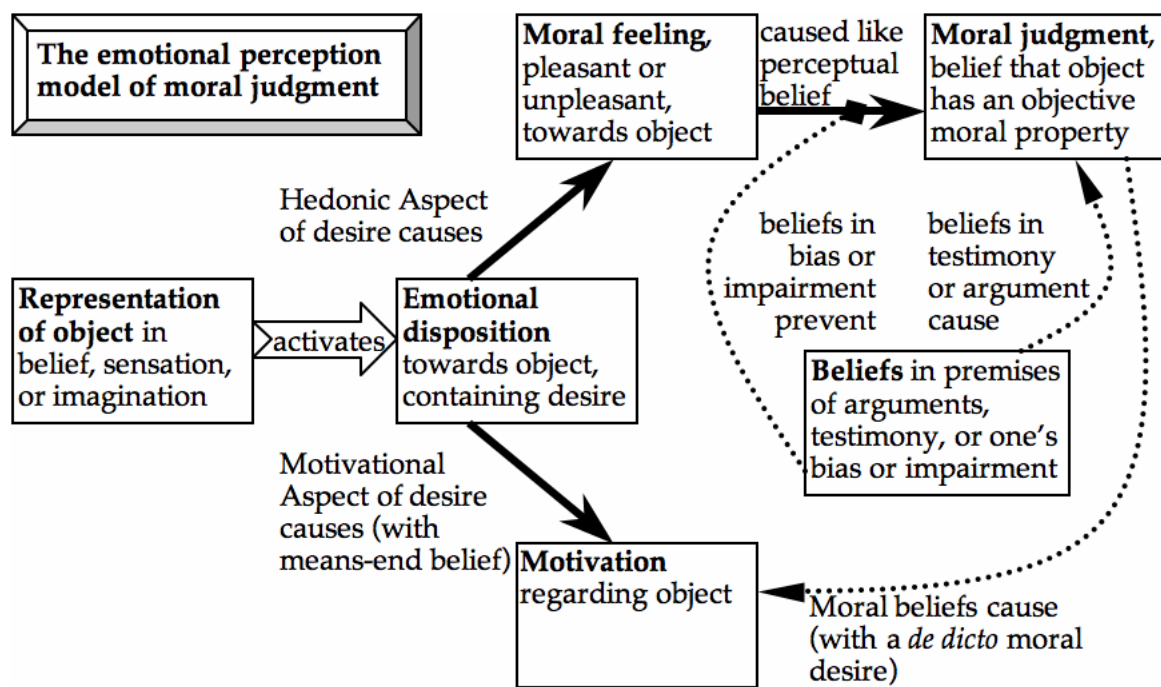 The emotional perception
model of moral judgment
Moral feeling,
pleasant or
unpleasant,
towards object
caused like
perceptual
belief
Moral judgment,
belief that object
has an objective
moral property
Hedonic Aspect
of desire causes
beliefs in
bias or
impairment
prevent
beliefs in
testimony
or argument
cause
Representation
of object in
belief, sensation,
or imagination
activates
Emotional
disposition
towards object,
containing desire
Beliefs in premises
of arguments,
testimony, or one's
bias or impairment
Motivational
Aspect of desire
causes (with
means-end belief)
Motivation
regarding object
Moral beliefs cause
(with a de dicto moral
desire)